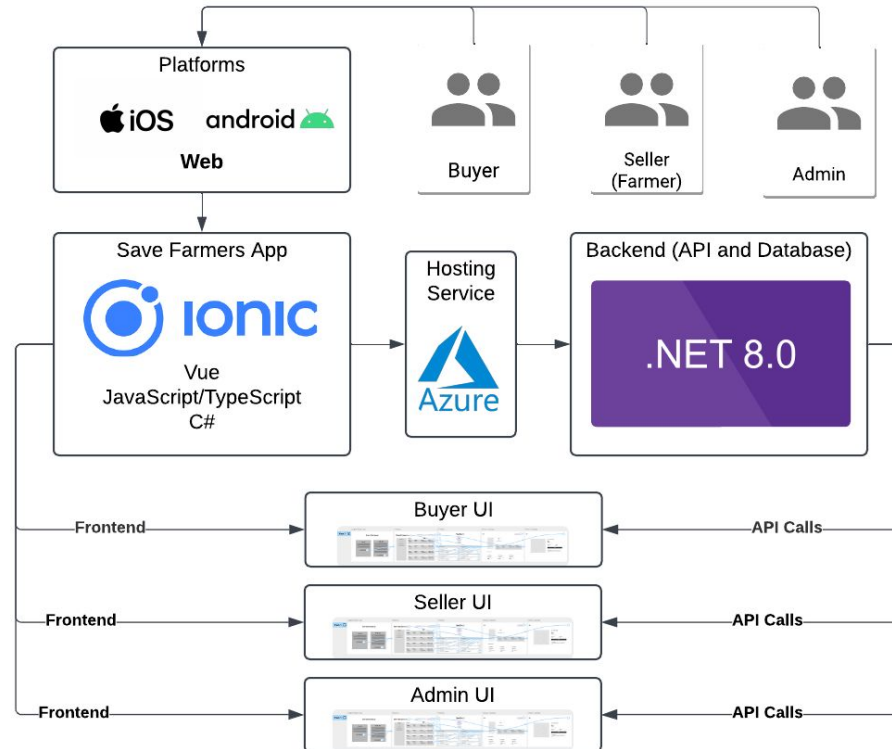 Platforms
iOS
android
Web
Buyer
Seller
(Farmer)
Admin
Save Farmers App
IONIC
Vue
JavaScript/TypeScript
C#
Hosting
Service
Azure
Backend (API and Database)
.NET 8.0
Buyer UI
Frontend
API Calls
Seller UI
Frontend
API Calls
Admin UI
Frontend
API Calls